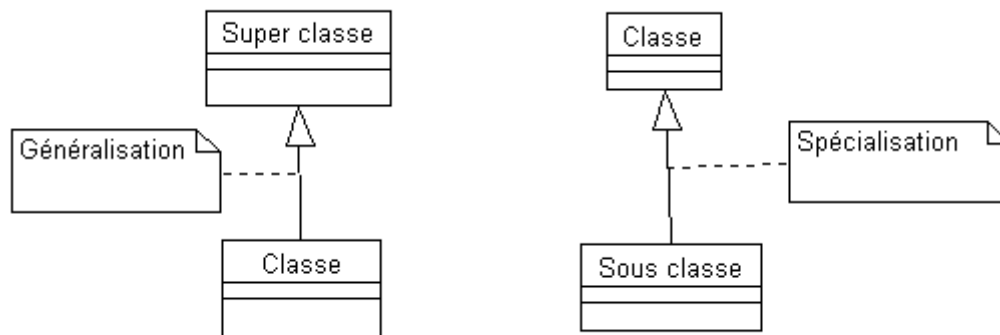 Super classe
Classe
Généralisation
Spécialisation
Classe
Sous classe